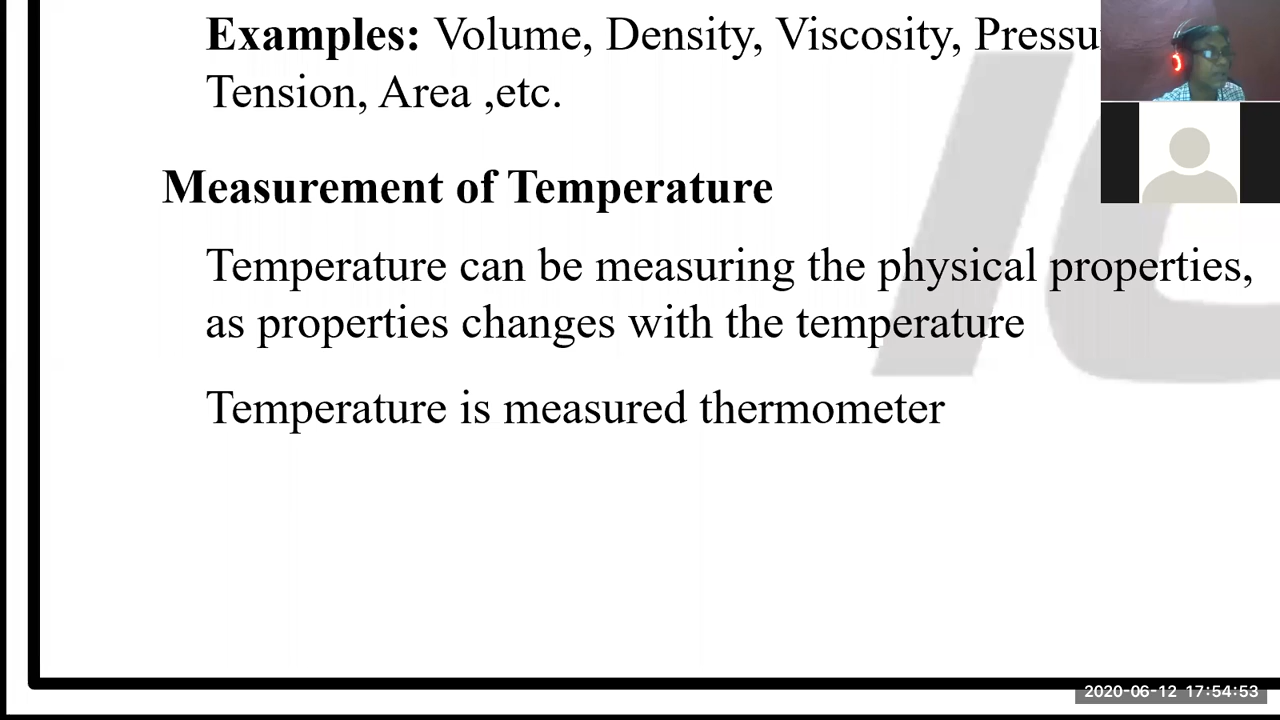 Examples: Volume, Density, Viscosity,
Tension, Area ,etc.
Measurement of Temperature
Temperature can be measuring the physical properties,
as properties changes with the temperature
Temperature is measured thermometer
2020-06-12 17:54:53